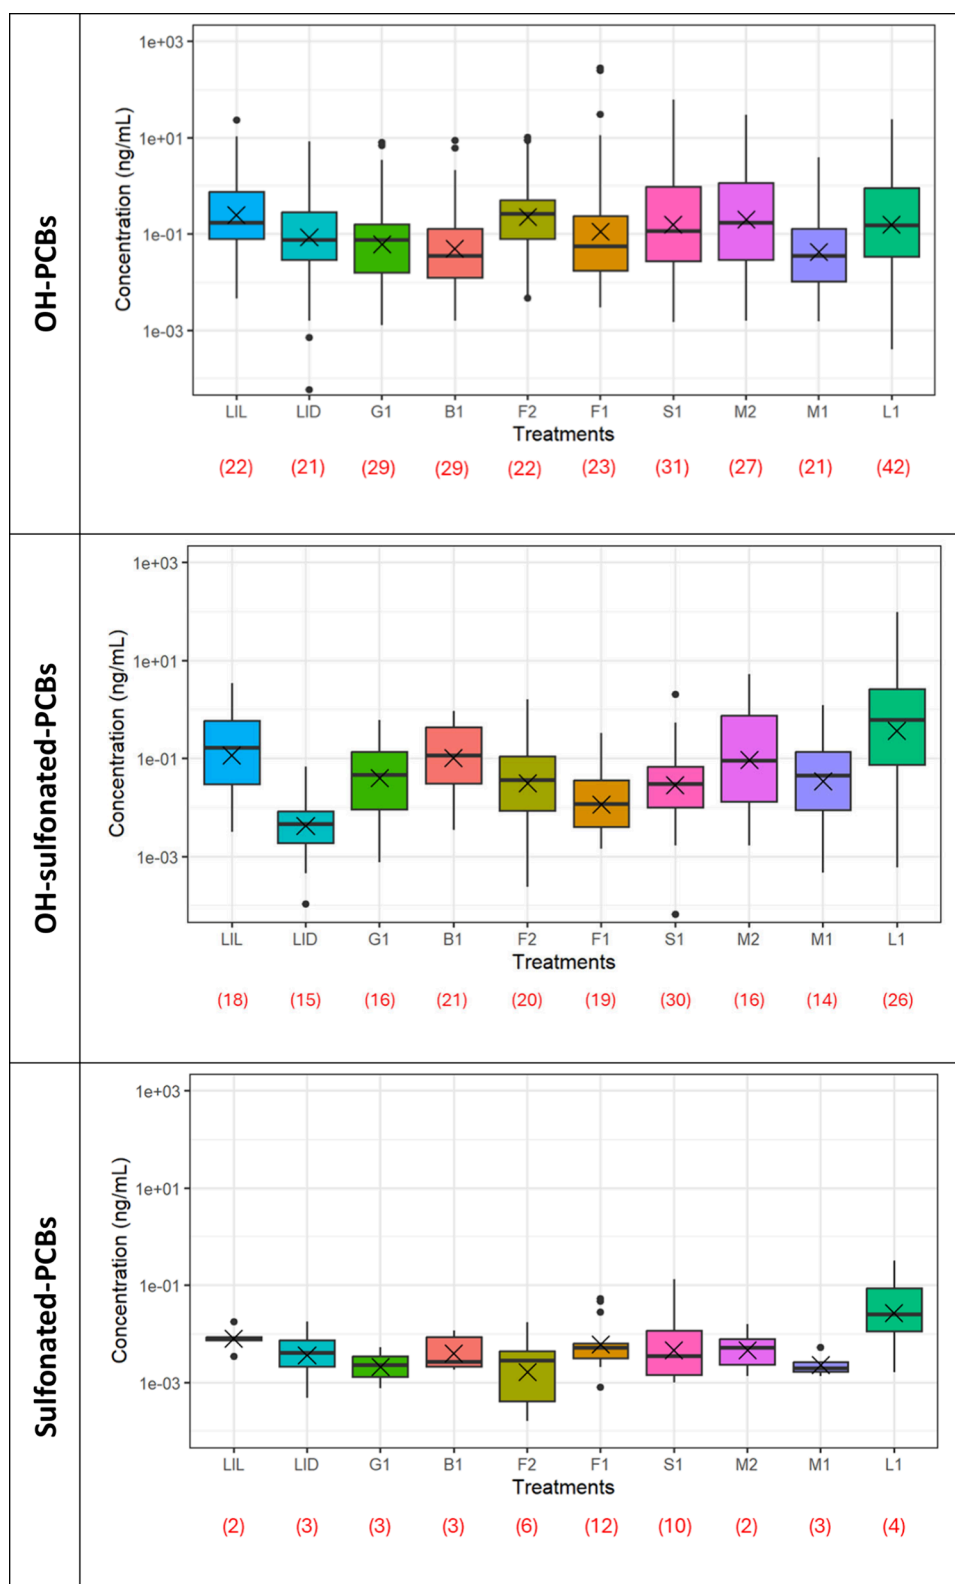 OH-PCBs
Concentration (ng/mL)
1e+03
1e+01
1e-01
1e-03
LIL LID G1 B1 F2 F1 S1 M2 M1 L1
Treatments
(22) (21) (29) (29) (22) (23) (31) (27) (21) (42)
OH-sulfonated-PCBs
Concentration (ng/mL)
1e+03
1e+01
1e-01
1e-03
LIL LID G1 B1 F2 F1 S1 M2 M1 L1
Treatments
(18) (15) (16) (21) (20) (19) (30) (16) (14) (26)
Sulfonated-PCBs
Concentration (ng/mL)
1e+03
1e+01
1e-01
1e-03
LIL LID G1 B1 F2 F1 S1 M2 M1 L1
Treatments
(2) (3) (3) (3) (6) (12) (10) (2) (3) (4)